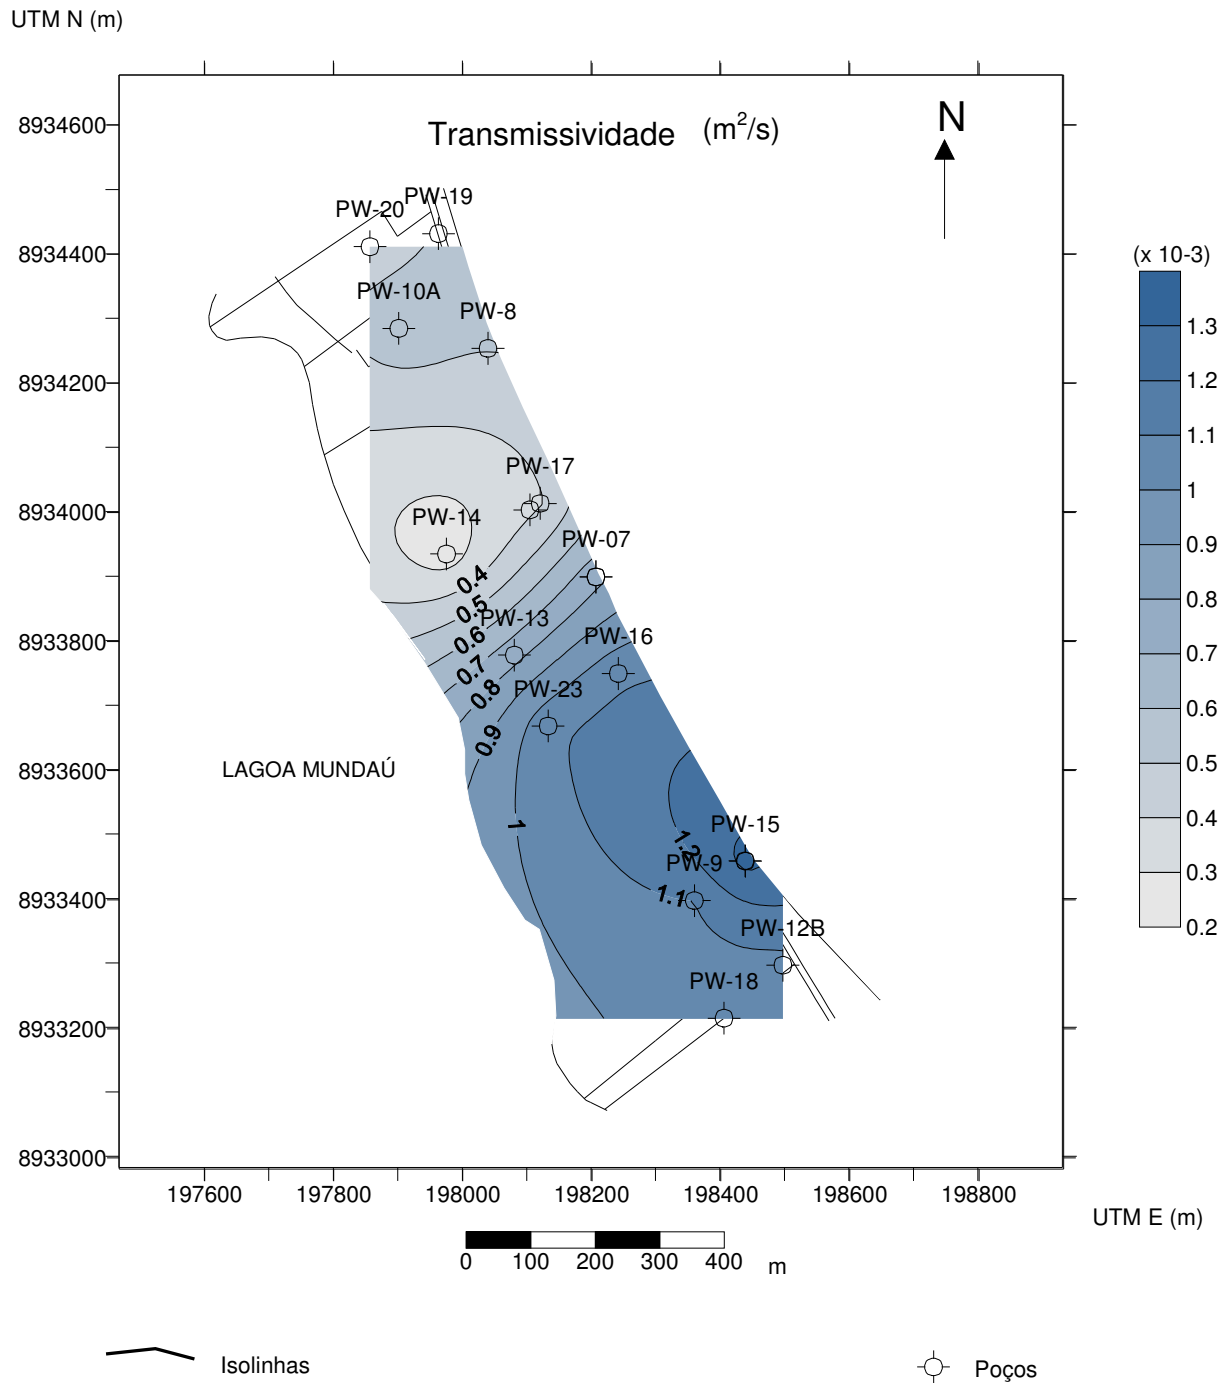 UTM N (m)
Transmissividade (m²/s)
N
8934600
8934400
8934200
8934000
8933800
8933600
8933400
8933200
8933000
PW-19
PW-20
PW-10A
PW-8
PW-17
PW-14
PW-07
0.4
0.5
PW-13
0.6
PW-16
0.7
0.8
PW-23
0.9
LAGOA MUNDAÚ
1
PW-15
1.2
PW-9
1.1
PW-12B
PW-18
(x 10-3)
1.3
1.2
1.1
1
0.9
0.8
0.7
0.6
0.5
0.4
0.3
0.2
197600 197800 198000 198200 198400 198600 198800
UTM E (m)
0 100 200 300 400 m
Isolinhas
Poços